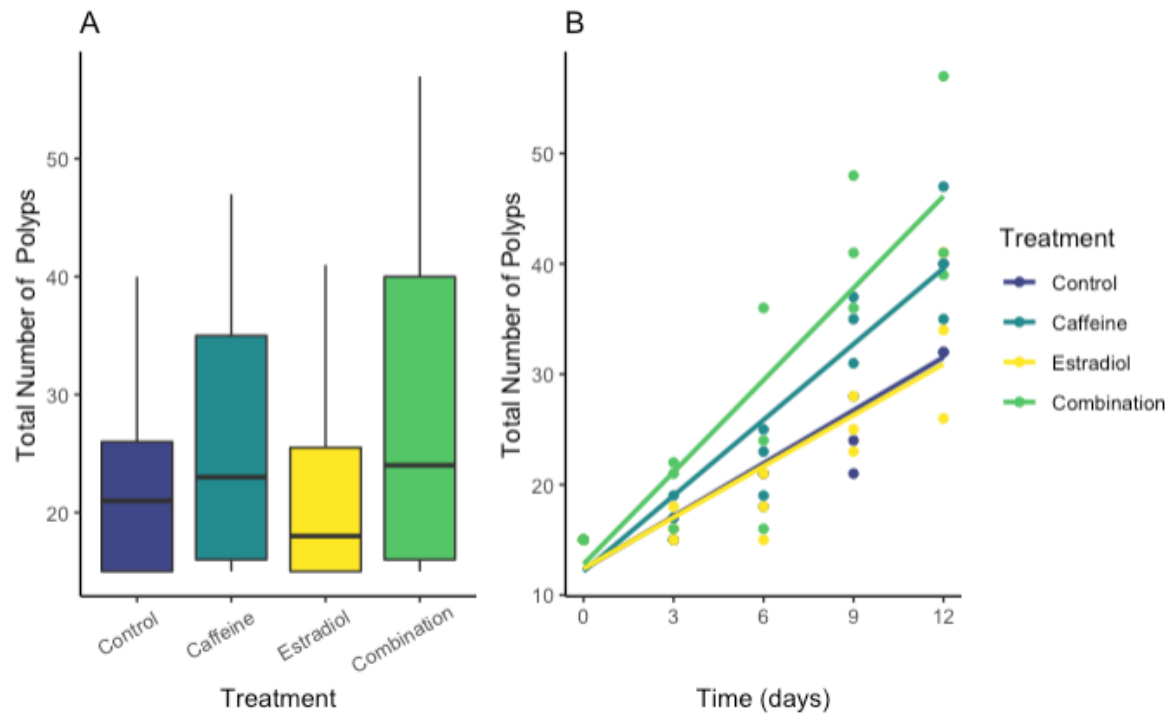 A
Total Number of Polyps
50
40
30
20
Control
Caffeine
Estradiol
Combination
Treatment
B
Total Number of Polyps
50
40
30
20
10
0
3
6
9
12
Time (days)
Treatment
Control
Caffeine
Estradiol
Combination